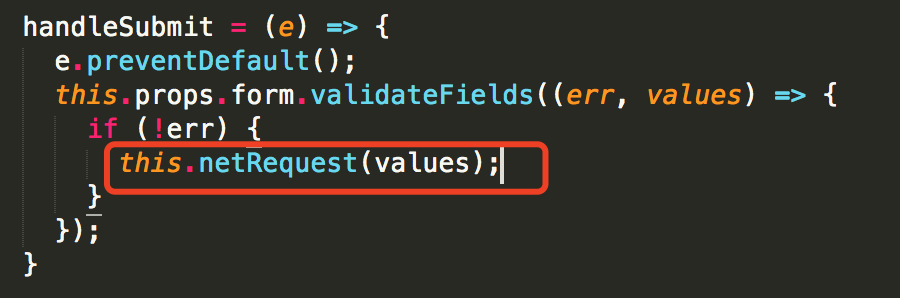 handleSubmit = (e) => {
  e.preventDefault();
  this.props.form.validateFields((err, values) => {
    if (!err) {
      this.netRequest(values);
    }
  });
}